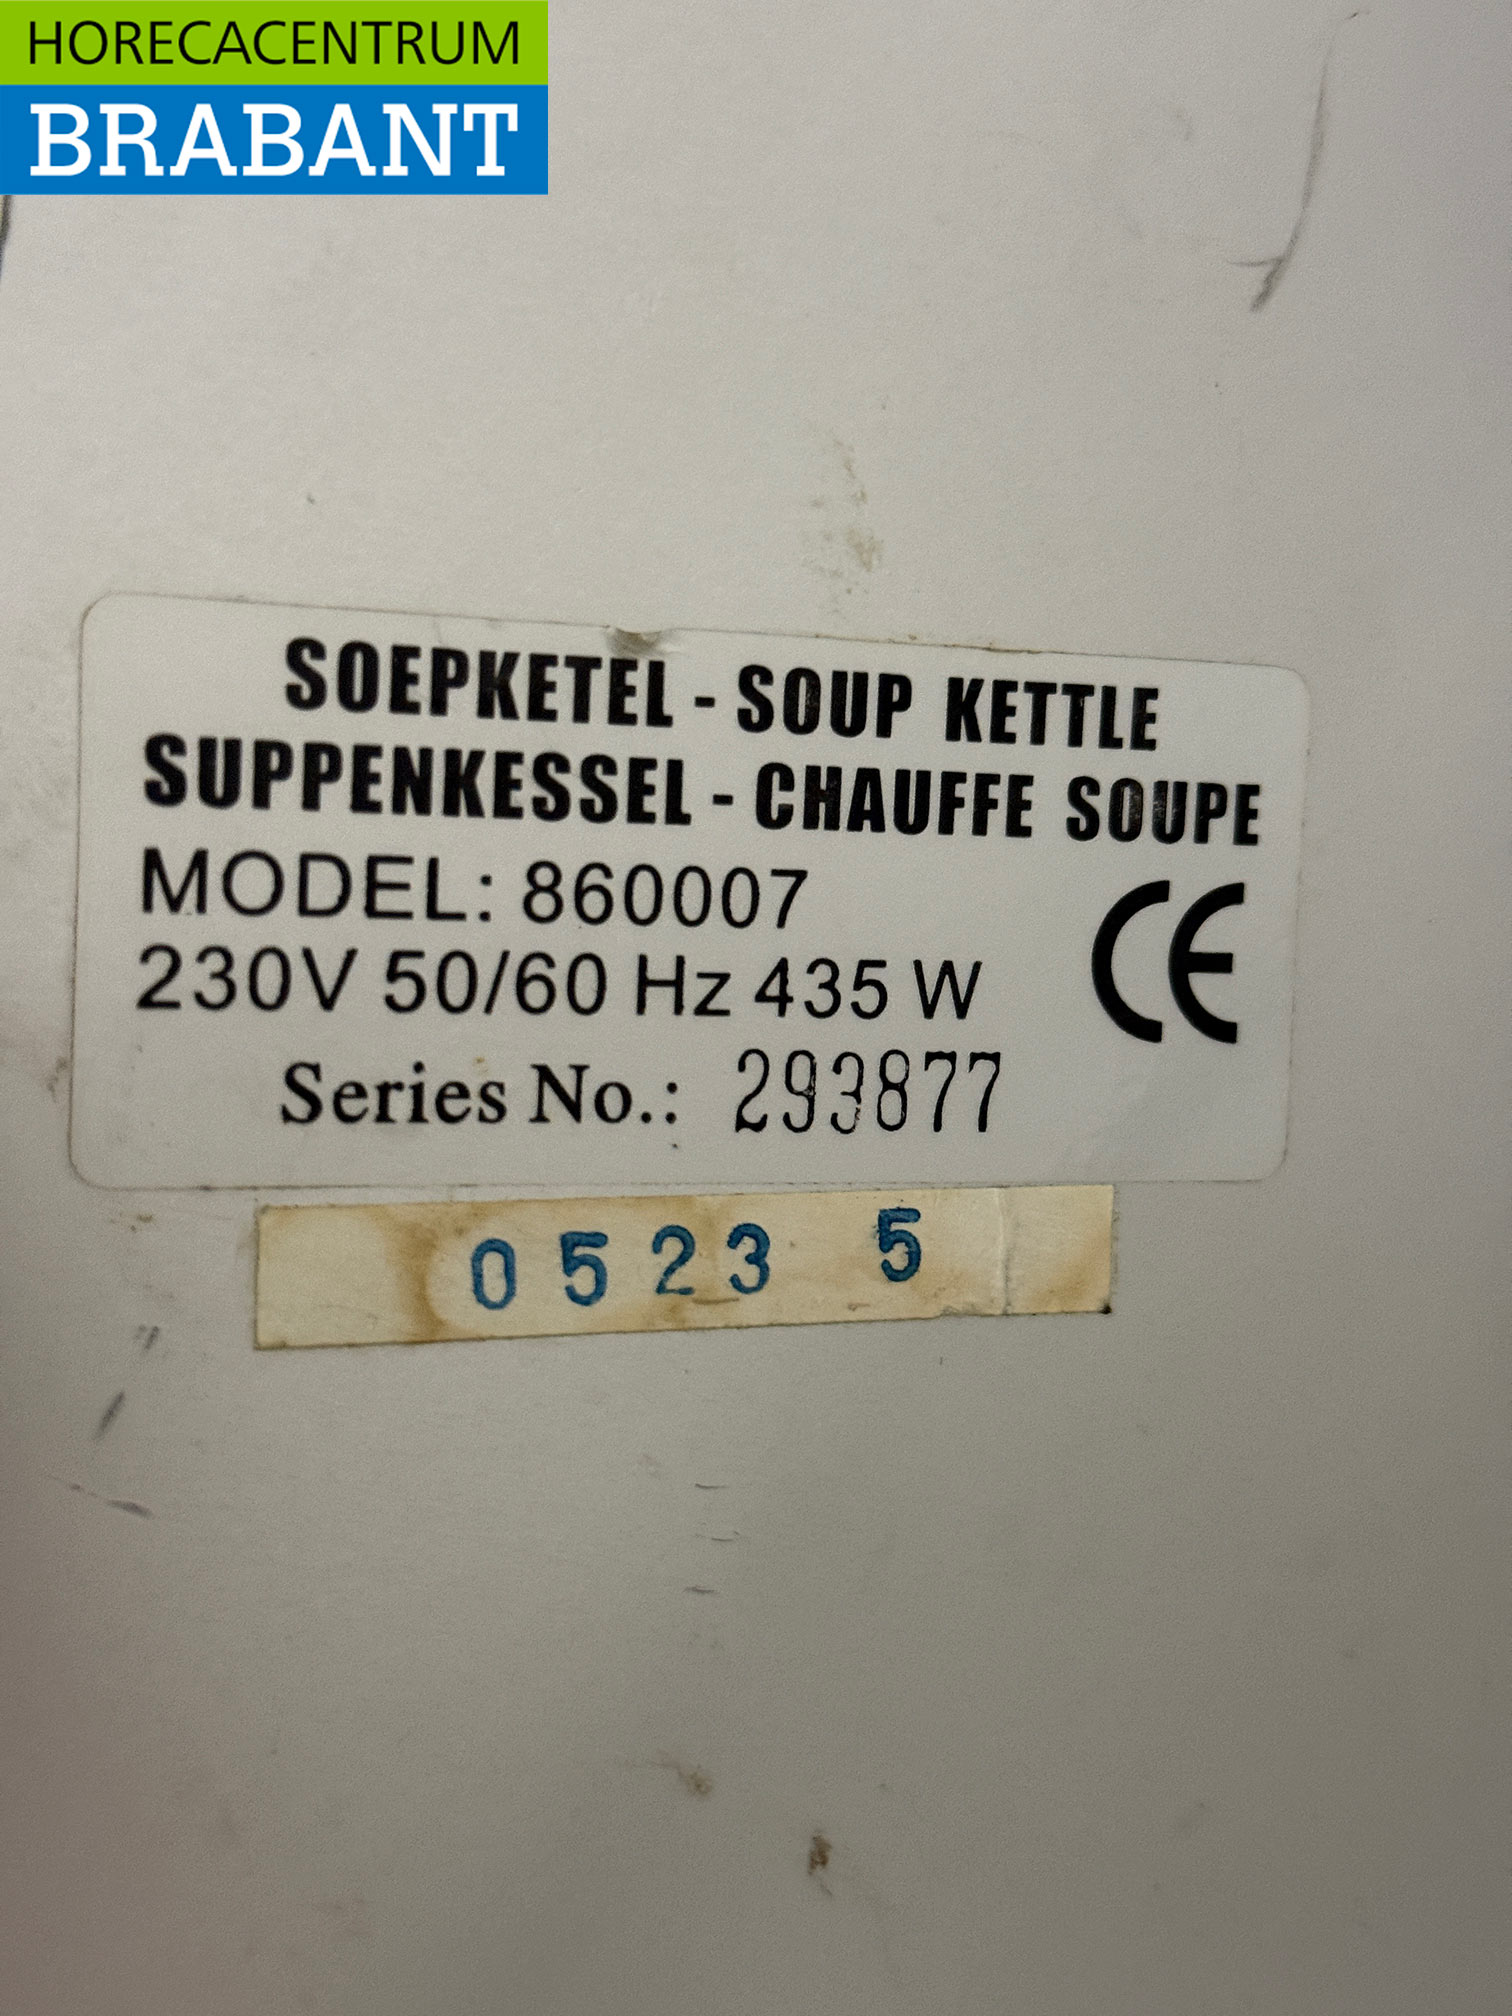 HORECACENTRUM
BRABANT
SOEPKETEL - SOUP KETTLE
SUPPENKESSEL - CHAUFFE SOUPE
MODEL: 860007
230V 50/60 Hz 435 W
CE
Series No.: 293877
0523 5